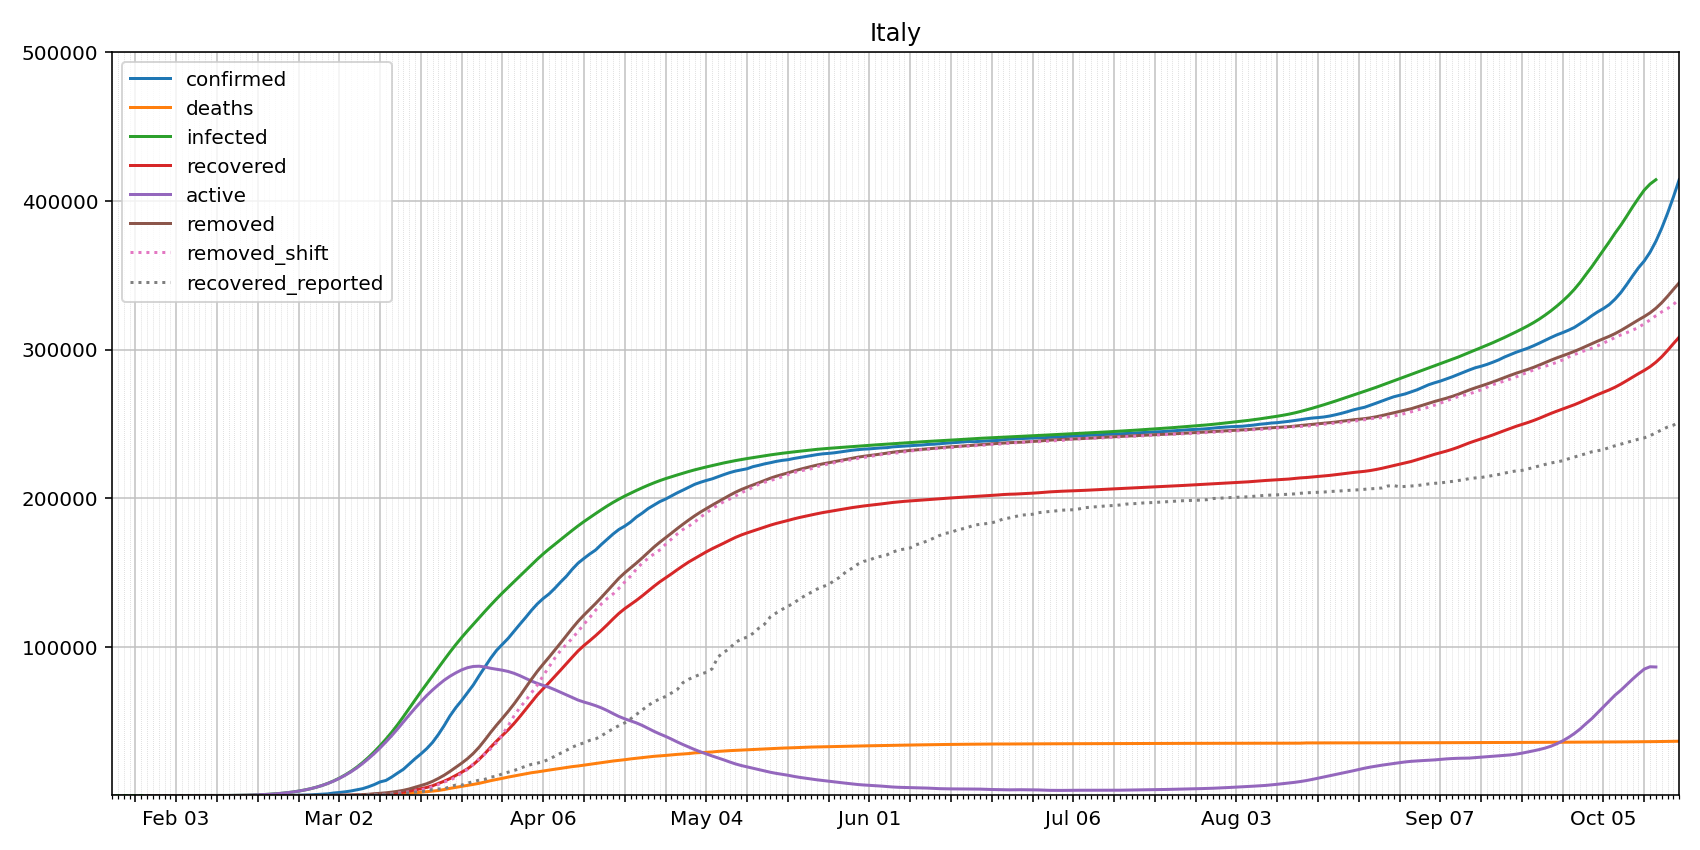 Italy
500000
400000
300000
200000
100000
confirmed
deaths
infected
recovered
active
removed
removed_shift
recovered_reported
Feb 03 Mar 02 Apr 06 May 04 Jun 01 Jul 06 Aug 03 Sep 07 Oct 05